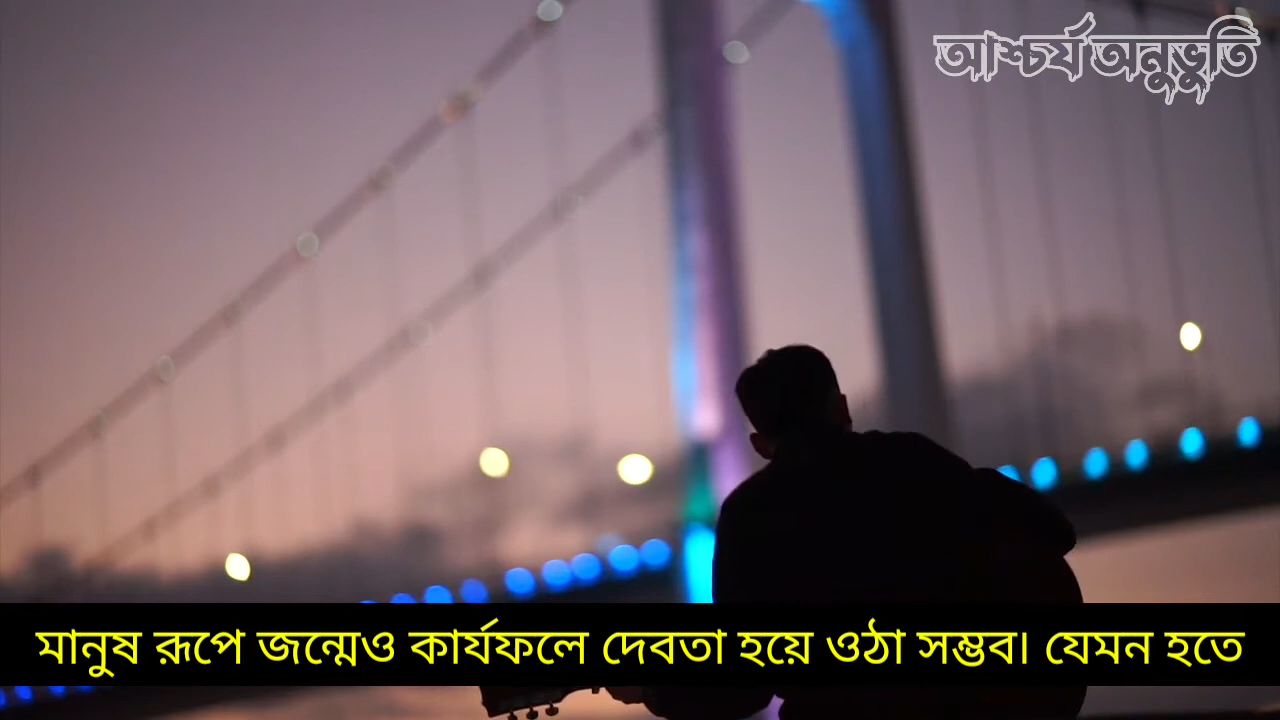 আশ্চর্য অনুভুতি
মানুষ রূপে জন্মেও কার্যফলে দেবতা হয়ে ওঠা সম্ভব। যেমন হতে